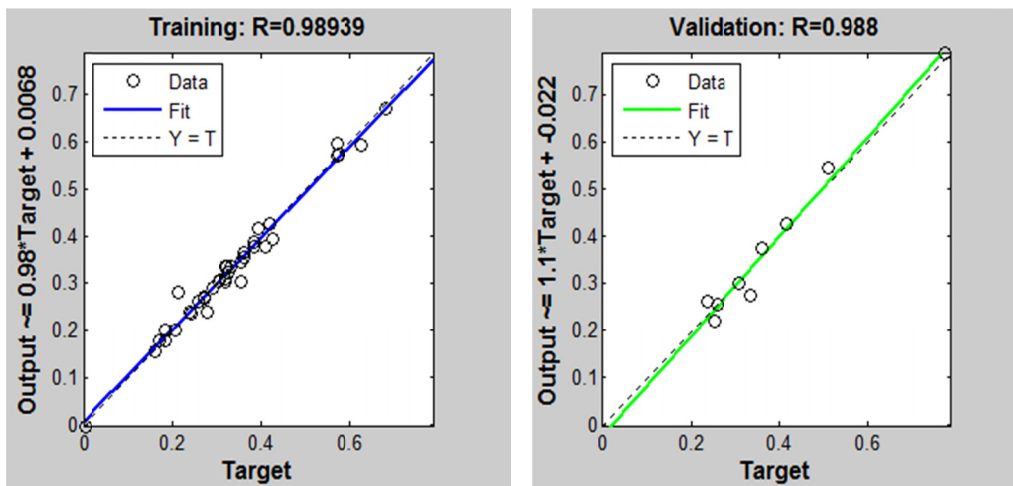 Training: R=0.98939
Output ~= 0.98*Target + 0.0068
Data
Fit
Y = T
0.7
0.6
0.5
0.4
0.3
0.2
0.1
0
0
0.2
0.4
0.6
Target
Validation: R=0.988
Output ~= 1.1*Target + -0.022
Data
Fit
Y = T
0.7
0.6
0.5
0.4
0.3
0.2
0.1
0
0
0.2
0.4
0.6
Target